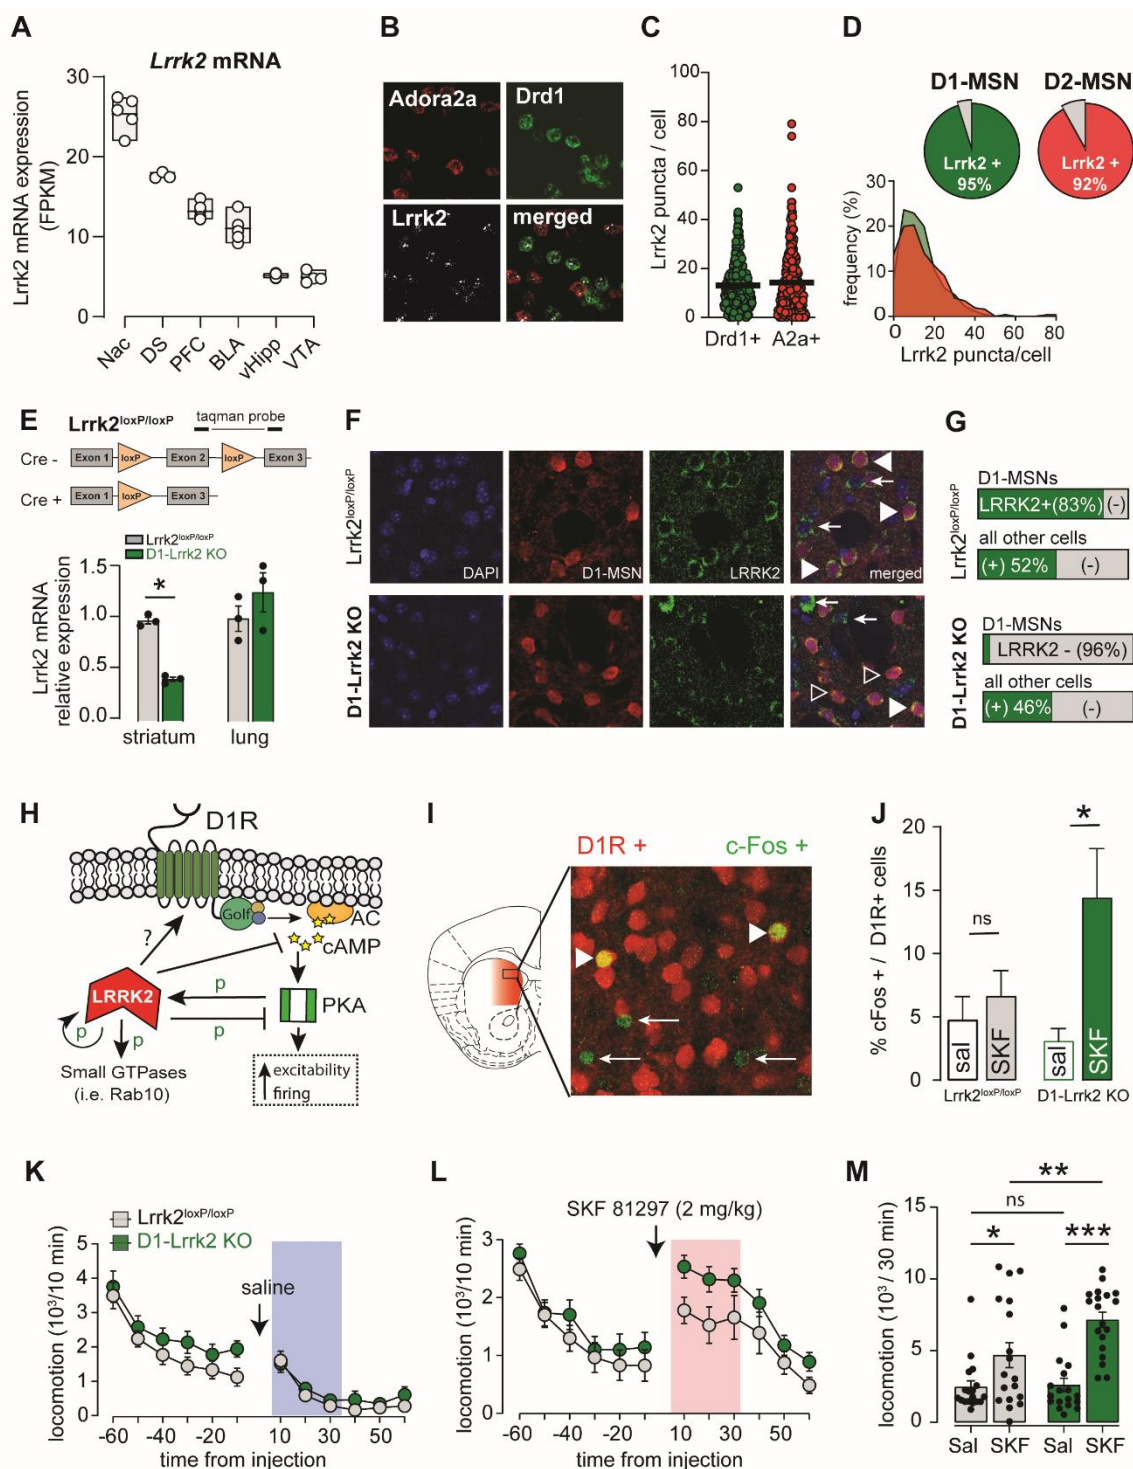 A
Lrrk2 mRNA
Lrrk2 mRNA expression
(FPKM)
30
20
10
0
Nac
DS
PFC
BLA
vHipp
VTA
B
Adora2a
Drd1
Lrrk2
merged
C
Lrrk2 puncta / cell
100
80
60
40
20
0
Drd1+
A2a+
D
D1-MSN
D2-MSN
Lrrk2 +
95%
Lrrk2 +
92%
frequency (%)
30
20
10
0
0
20
40
60
80
Lrrk2 puncta/cell
E
Lrrk2loxP/loxP
taqman probe
Cre -
Exon 1
loxP
Exon 2
loxP
Exon 3
Cre +
Exon 1
loxP
Exon 3
Lrrk2loxP/loxP
D1-Lrrk2 KO
Lrrk2 mRNA
relative expression
1.5
1.0
0.5
0.0
*
striatum
lung
F
Lrrk2loxP/loxP
DAPI
D1-MSN
LRRK2
merged
D1-Lrrk2 KO
G
Lrrk2loxP/loxP
D1-MSNs
LRRK2+(83%)
(-)
all other cells
(+) 52%
(-)
D1-Lrrk2 KO
D1-MSNs
LRRK2 - (96%)
all other cells
(+) 46%
(-)
H
D1R
Golf
AC
cAMP
?
LRRK2
p
PKA
p
p
p
Small GTPases
(i.e. Rab10)
excitability
firing
I
D1R +
c-Fos +
J
% cFos + / D1R+ cells
20
15
10
5
0
ns
*
sal
SKF
sal
SKF
Lrrk2loxP/loxP
D1-Lrrk2 KO
K
Lrrk2loxP/loxP
D1-Lrrk2 KO
locomotion (10³/10 min)
5
4
3
2
1
0
saline
-60
-40
-20
10
30
50
time from injection
L
SKF 81297 (2 mg/kg)
locomotion (10³/10 min)
3
2
1
0
-60
-40
-20
10
30
50
time from injection
M
locomotion (10³/ 30 min)
15
10
5
0
**
ns
*
***
Sal
SKF
Sal
SKF